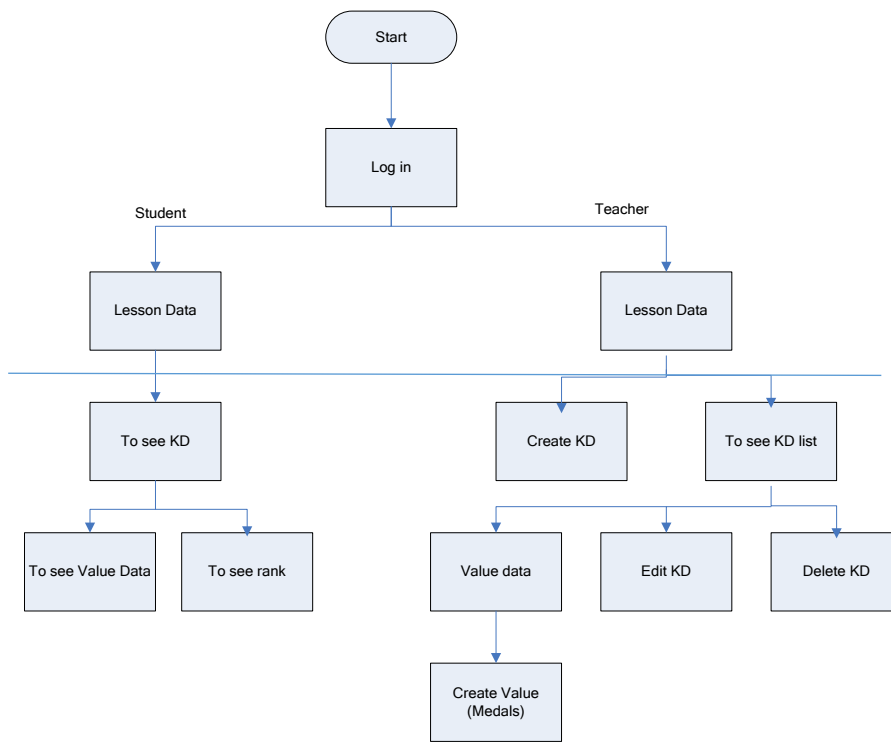 Start
Log in
Student
Teacher
Lesson Data
Lesson Data
To see KD
Create KD
To see KD list
To see Value Data
To see rank
Value data
Edit KD
Delete KD
Create Value
(Medals)